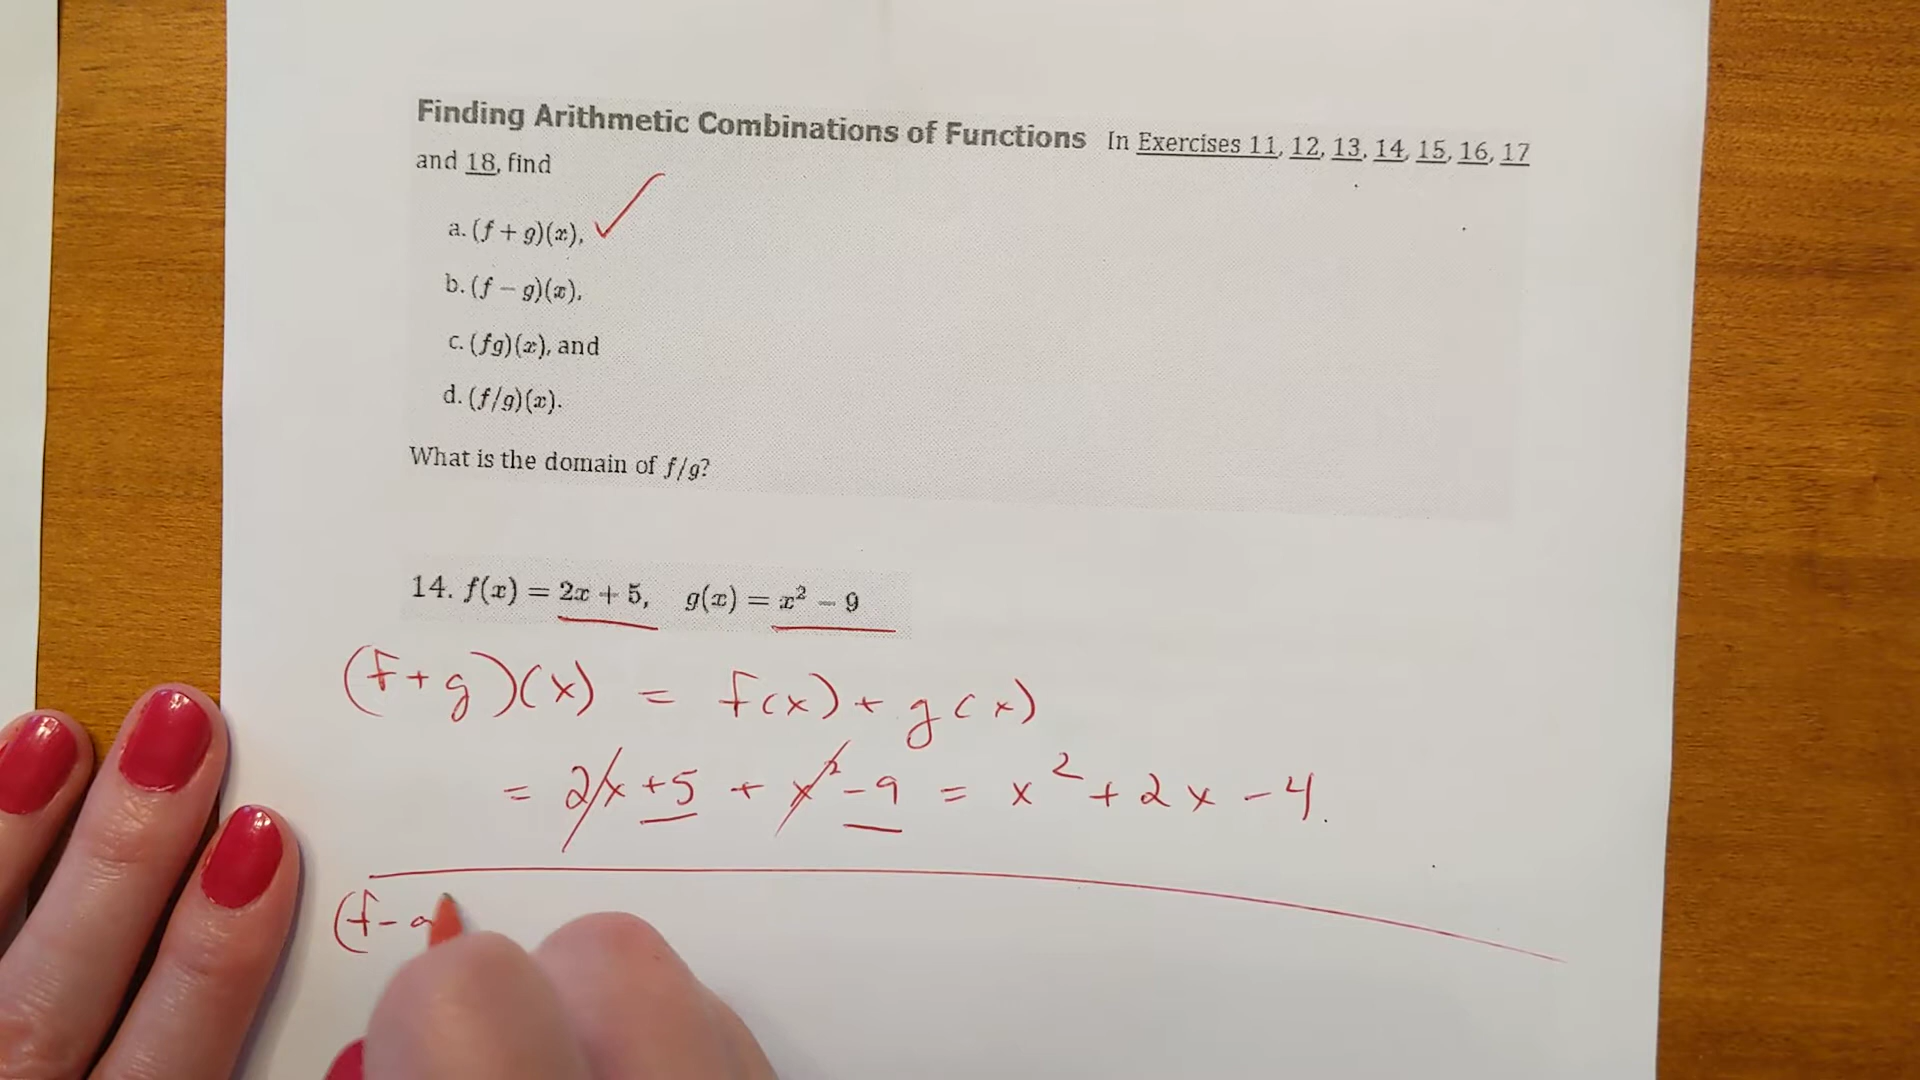 Finding Arithmetic Combinations of Functions In Exercises 11, 12, 13, 14, 15, 16, 17
and 18, find
a. (f + g)(x), ✓
b. (f − g)(x),
c. (fg)(x), and
d. (f/g)(x).
What is the domain of f/g?
14. f(x) = 2x + 5, g(x) = x² − 9
(f+g)(x) = f(x) + g(x)
= 2x +5 + x² -9 = x² + 2x -4.
(f- g